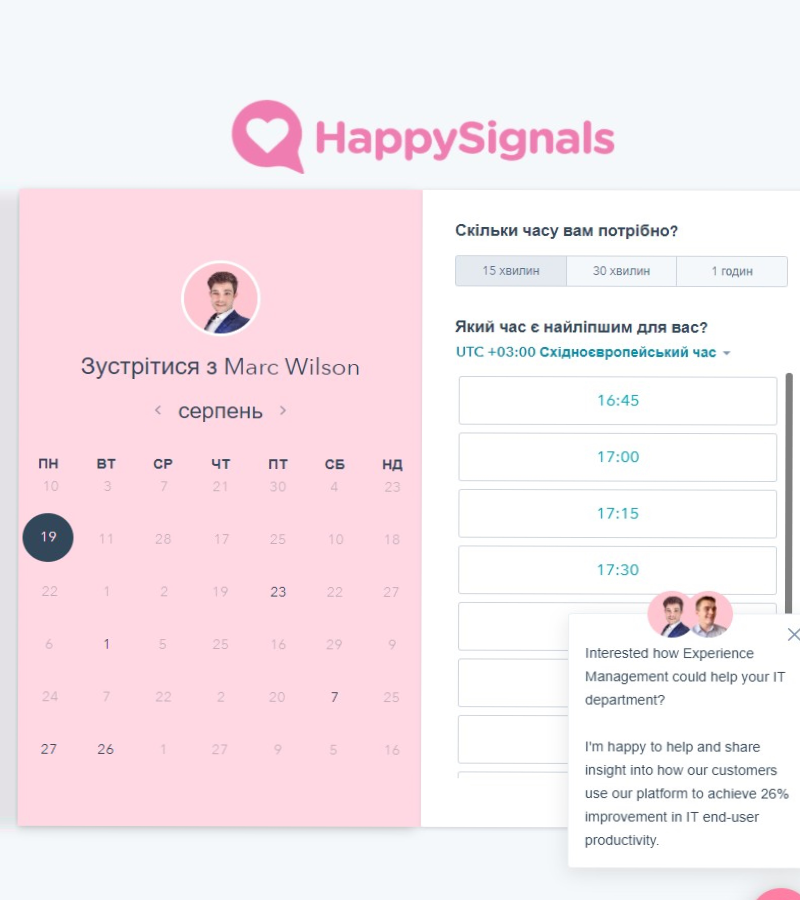 HappySignals
Зустрітися з Marc Wilson
серпень
ПН ВТ СР ЧТ ПТ СБ НД
10 3 7 21 30 4 23
19 11 28 17 25 10 18
22 1 2 19 23 22 27
6 1 5 25 16 29 9
24 7 22 2 20 7 25
27 26 1 27 9 5 16
Скільки часу вам потрібно?
15 хвилин 30 хвилин 1 годин
Який час є найліпшим для вас?
UTC +03:00 Східноєвропейський час
16:45
17:00
17:15
17:30
Interested how Experience
Management could help your IT
department?
I'm happy to help and share
insight into how our customers
use our platform to achieve 26%
improvement in IT end-user
productivity.